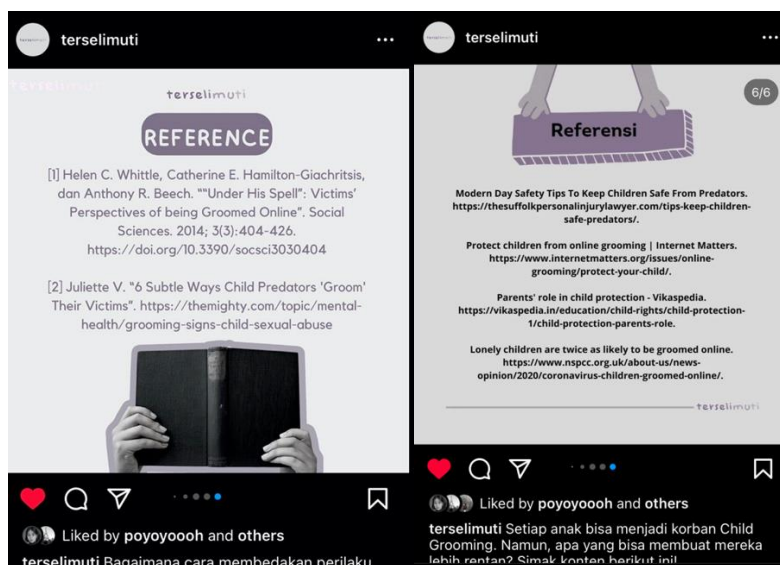 terselimuti
terselimuti
REFERENCE
[1] Helen C. Whittle, Catherine E. Hamilton-Giachritsis,
dan Anthony R. Beech. ""Under His Spell": Victims'
Perspectives of being Groomed Online". Social
Sciences. 2014; 3(3):404-426.
https://doi.org/10.3390/socsci3030404
[2] Juliette V. "6 Subtle Ways Child Predators 'Groom'
Their Victims". https://themighty.com/topic/mental-
health/grooming-signs-child-sexual-abuse
Liked by poyoyoooh and others
terselimuti Bagaimana cara membedakan perilaku
terselimuti
6/6
Referensi
Modern Day Safety Tips To Keep Children Safe From Predators.
https://thesuffolkpersonalinjurylawyer.com/tips-keep-children-
safe-predators/.
Protect children from online grooming | Internet Matters.
https://www.internetmatters.org/issues/online-
grooming/protect-your-child/.
Parents' role in child protection - Vikaspedia.
https://vikaspedia.in/education/child-rights/child-protection-
1/child-protection-parents-role.
Lonely children are twice as likely to be groomed online.
https://www.nspcc.org.uk/about-us/news-
opinion/2020/coronavirus-children-groomed-online/.
terselimuti
Liked by poyoyoooh and others
terselimuti Setiap anak bisa menjadi korban Child
Grooming. Namun, apa yang bisa membuat mereka
lebih rentan? Simak konten berikut ini!